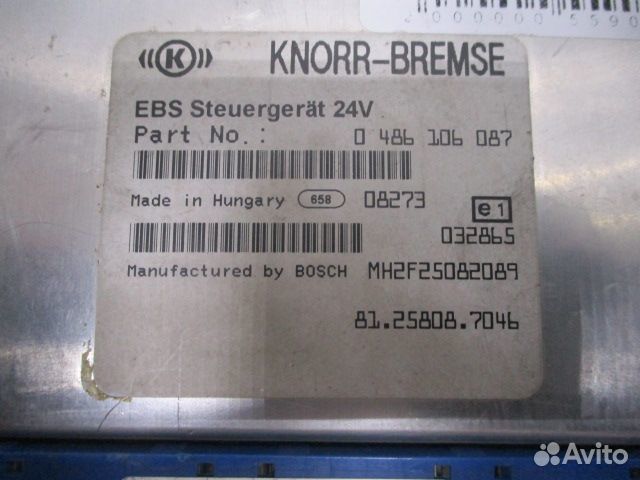 ((K)) KNORR-BREMSE
EBS Steuergerät 24V
Part No.: 0 486 106 087
Made in Hungary 658 08273 e1
032865
Manufactured by BOSCH MH2F25082089
81.25808.7046
Avito